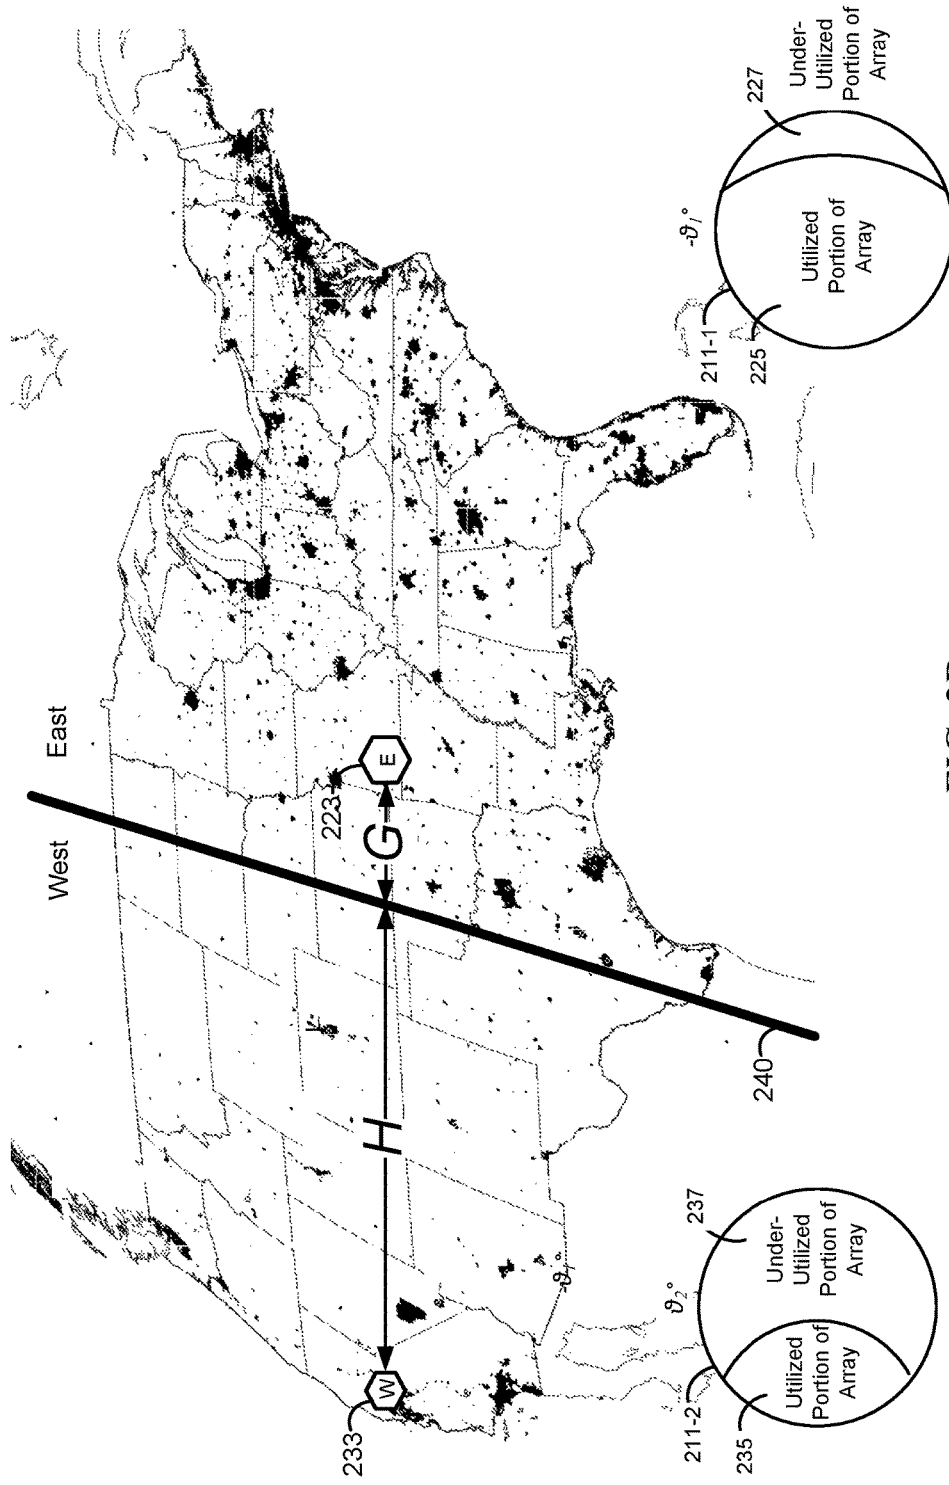 West
East
223
E
G
H
W
233
240
-ϑ₁°
211-1
225
227
Utilized
Portion of
Array
Under-
Utilized
Portion of
Array
ϑ₂°
211-2
235
237
Utilized
Portion of
Array
Under-
Utilized
Portion of
Array